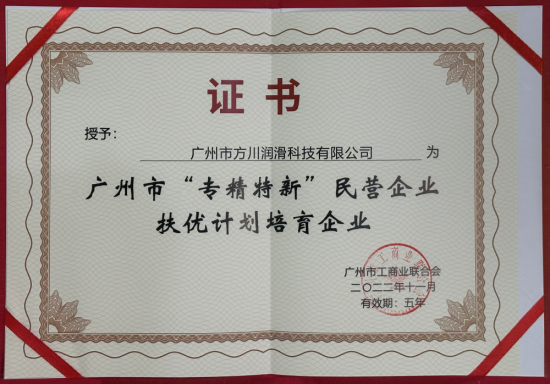 证书
授予：
广州市方川润滑科技有限公司 为
广州市“专精特新”民营企业
扶优计划培育企业
广州市工商业联合会
二〇二二年十一月
有效期：五年